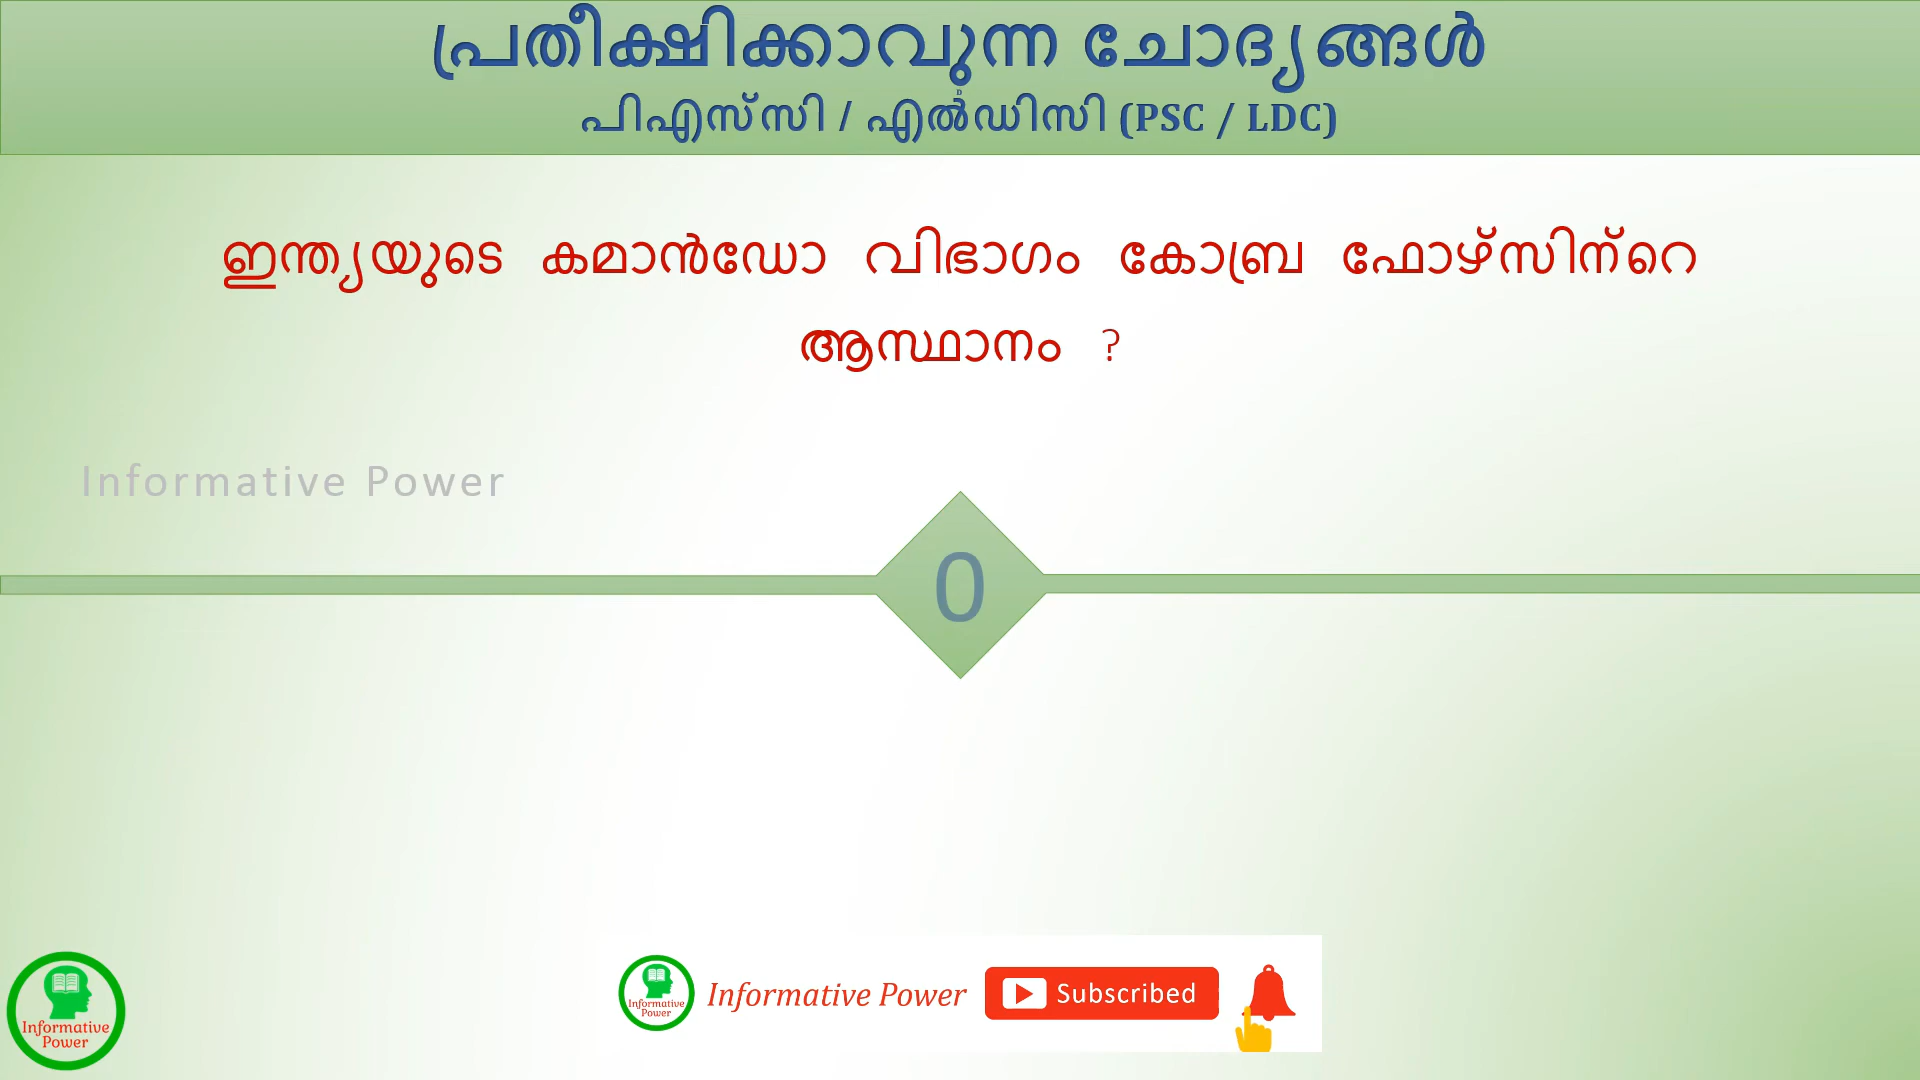 പ്രതീക്ഷിക്കാവുന്ന ചോദ്യങ്ങൾ
പിഎസ്സി / എൽഡിസി (PSC / LDC)
ഇന്ത്യയുടെ കമാൻഡോ വിഭാഗം കോബ്ര ഫോഴ്സിന്റെ
ആസ്ഥാനം ?
Informative Power
0
Informative Power
Informative Power
Informative Power
Subscribed